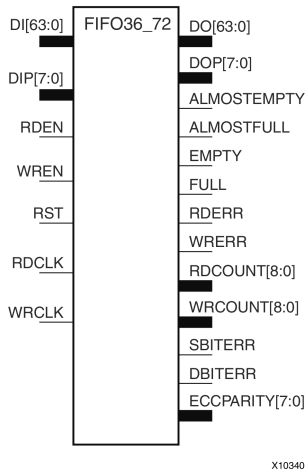 FIFO36_72
DI[63:0]
DIP[7:0]
RDEN
WREN
RST
RDCLK
WRCLK
DO[63:0]
DOP[7:0]
ALMOSTEMPTY
ALMOSTFULL
EMPTY
FULL
RDERR
WRERR
RDCOUNT[8:0]
WRCOUNT[8:0]
SBITERR
DBITERR
ECCPARITY[7:0]
X10340